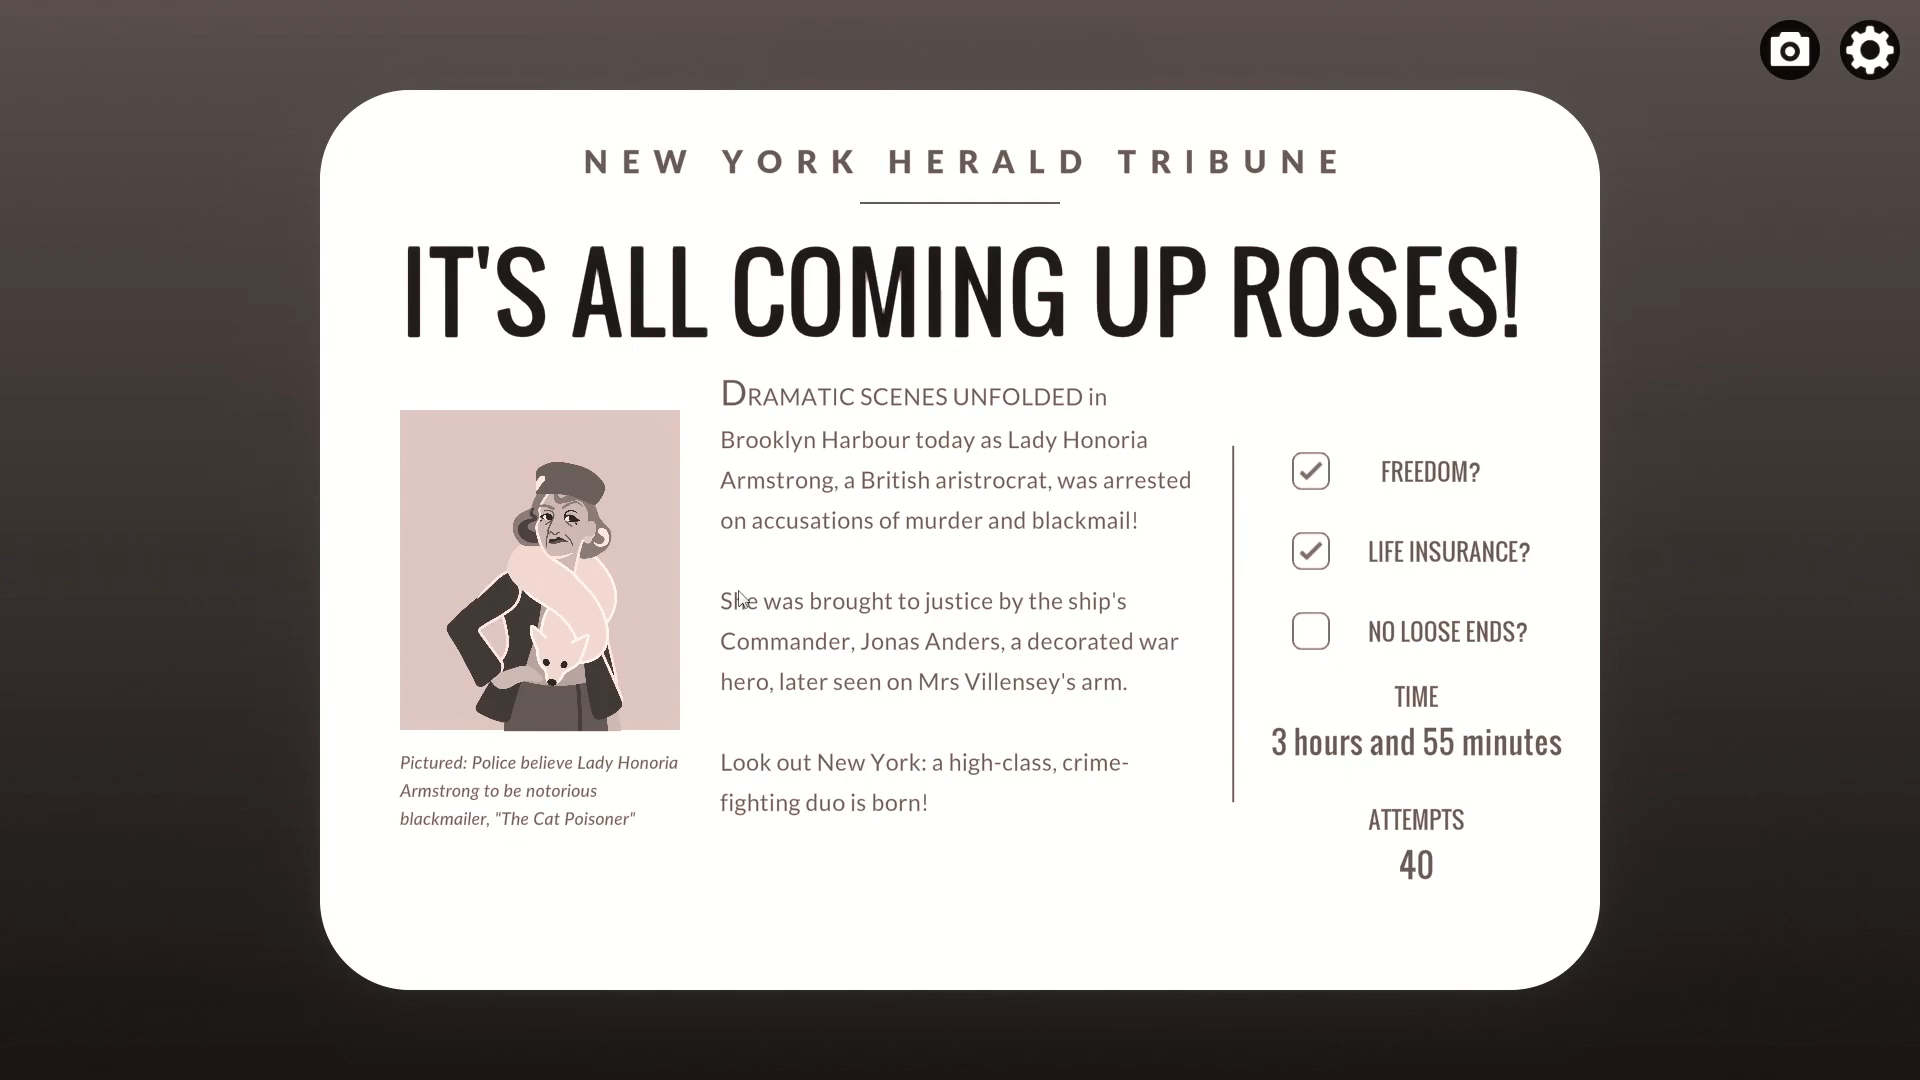 NEW YORK HERALD TRIBUNE
IT'S ALL COMING UP ROSES!
DRAMATIC SCENES UNFOLDED in
Brooklyn Harbour today as Lady Honoria
Armstrong, a British aristrocrat, was arrested
on accusations of murder and blackmail!
She was brought to justice by the ship's
Commander, Jonas Anders, a decorated war
hero, later seen on Mrs Villensey's arm.
Look out New York: a high-class, crime-
fighting duo is born!
Pictured: Police believe Lady Honoria
Armstrong to be notorious
blackmailer, "The Cat Poisoner"
FREEDOM?
LIFE INSURANCE?
NO LOOSE ENDS?
TIME
3 hours and 55 minutes
ATTEMPTS
40